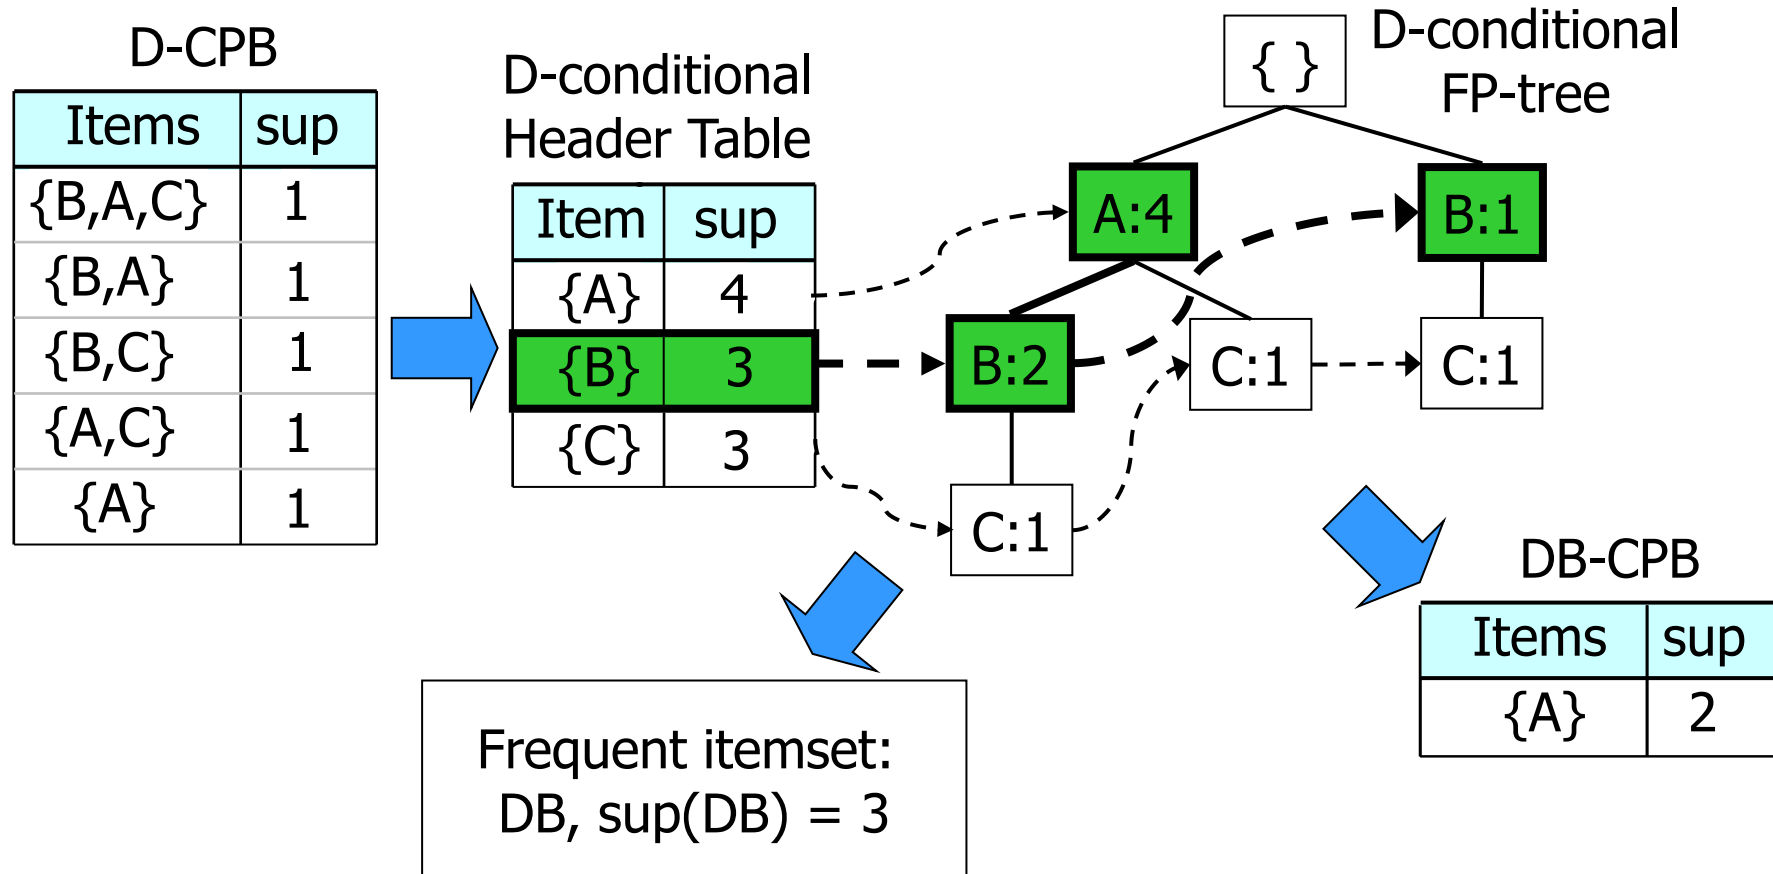 D-CPB
Items sup
{B,A,C} 1
{B,A} 1
{B,C} 1
{A,C} 1
{A} 1
D-conditional
Header Table
Item sup
{A} 4
{B} 3
{C} 3
D-conditional
FP-tree
{ }
A:4
B:1
B:2
C:1
C:1
C:1
DB-CPB
Items sup
{A} 2
Frequent itemset:
DB, sup(DB) = 3